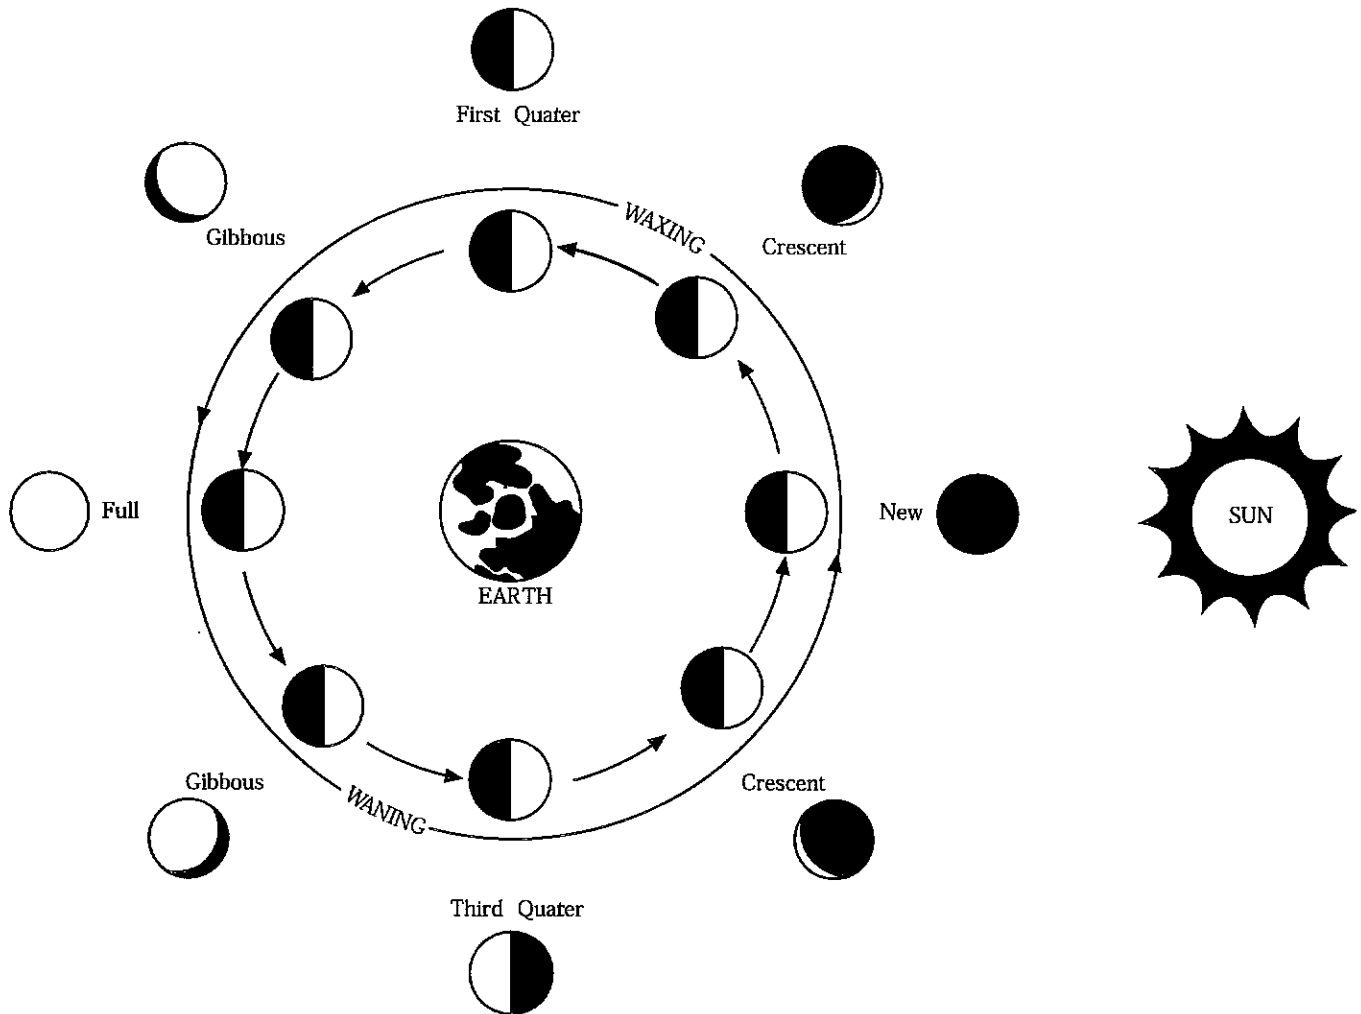 First Quater
WAXING
Gibbous
Crescent
Full
New
SUN
EARTH
Gibbous
Crescent
WANING
Third Quater